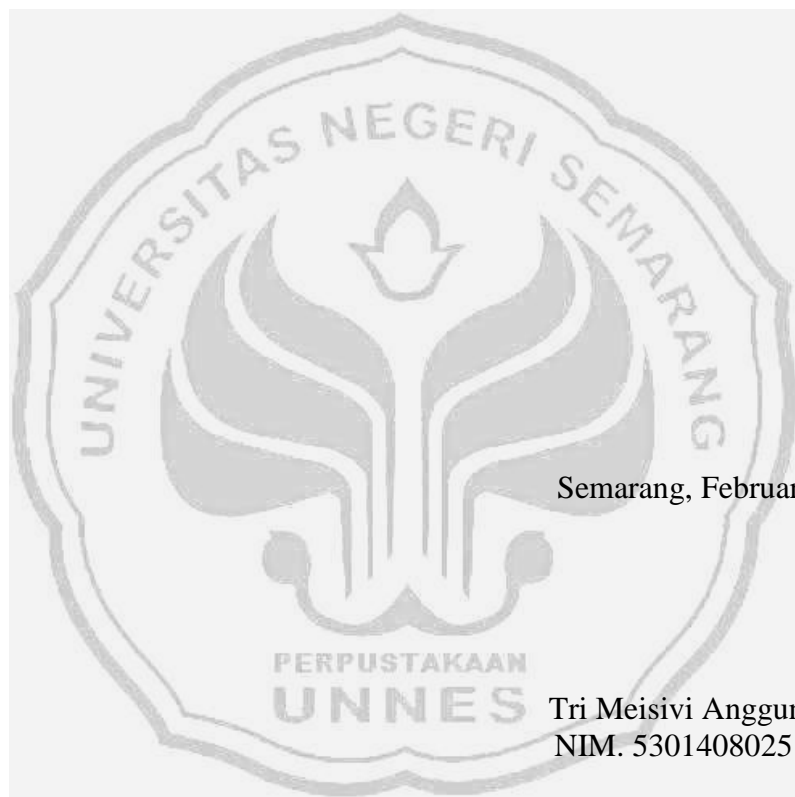 UNIVERSITAS NEGERI SEMARANG
Semarang, Februar
PERPUSTAKAAN
UNNES
Tri Meisivi Anggun
NIM. 5301408025